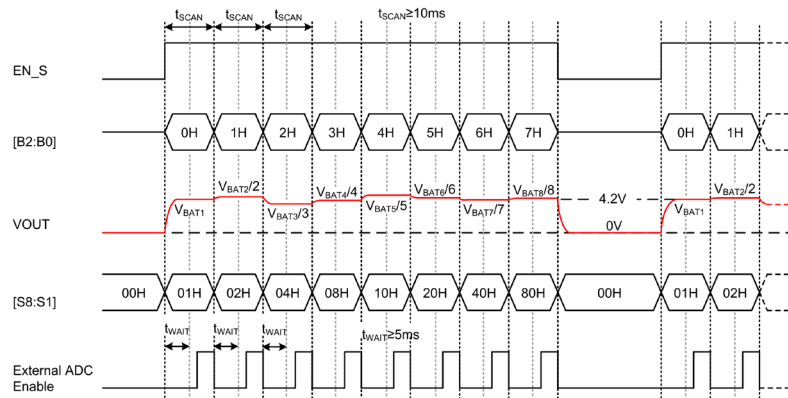 tSCAN tSCAN tSCAN tSCAN≥10ms
EN_S
[B2:B0] 0H 1H 2H 3H 4H 5H 6H 7H 0H 1H
VOUT VBAT1 VBAT2/2 VBAT3/3 VBAT4/4 VBAT5/5 VBAT6/6 VBAT7/7 VBAT8/8 4.2V 0V VBAT1 VBAT2/2
[S8:S1] 00H 01H 02H 04H 08H 10H 20H 40H 80H 00H 01H 02H
tWAIT tWAIT tWAIT tWAIT≥5ms
External ADC
Enable